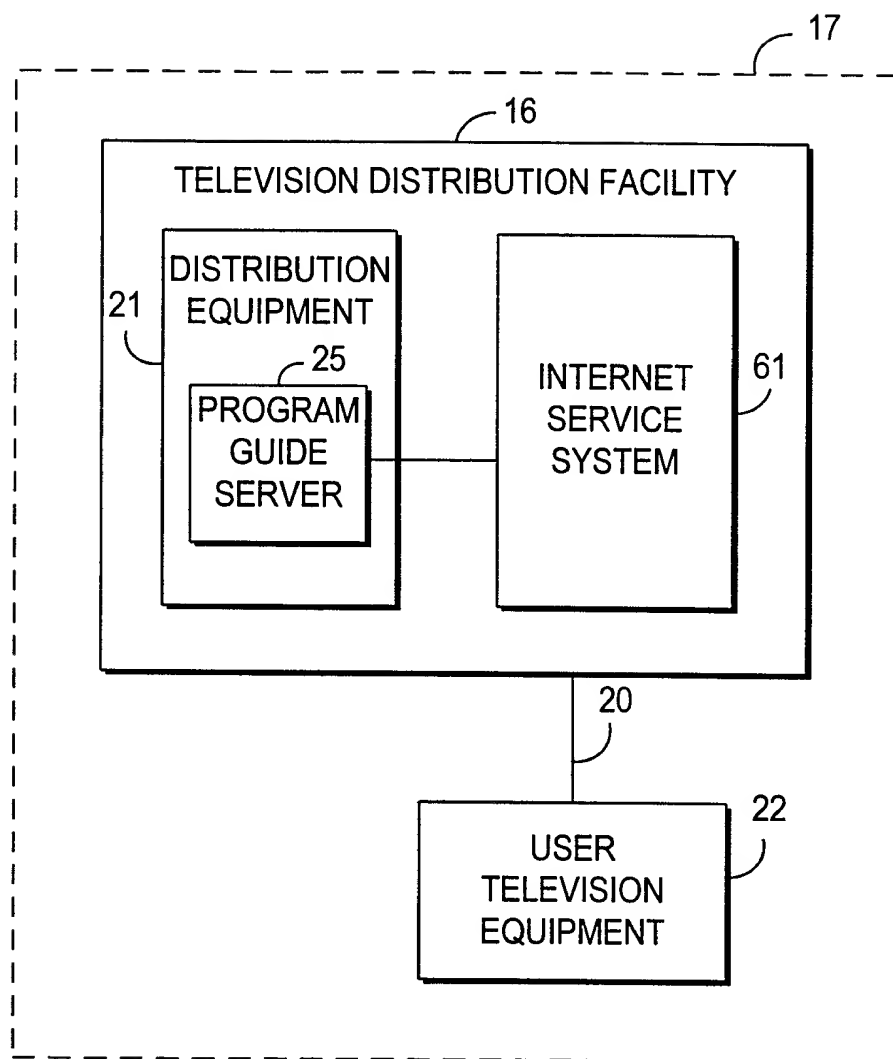 17
16
TELEVISION DISTRIBUTION FACILITY
DISTRIBUTION
EQUIPMENT
21
25
PROGRAM
GUIDE
SERVER
INTERNET
SERVICE
SYSTEM
61
20
22
USER
TELEVISION
EQUIPMENT